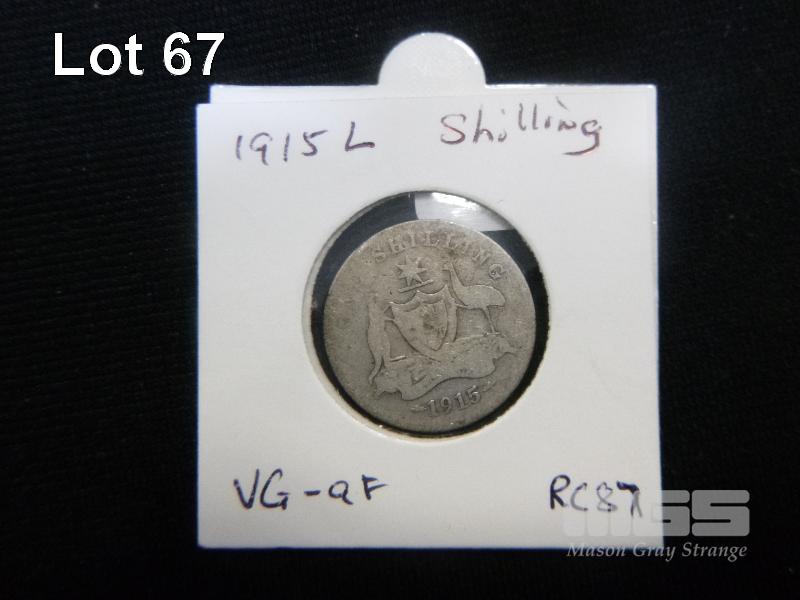 Lot 67
1915 L Shilling
SHILLING
1915
VG-aF RC87
MGS
Mason Gray Strange